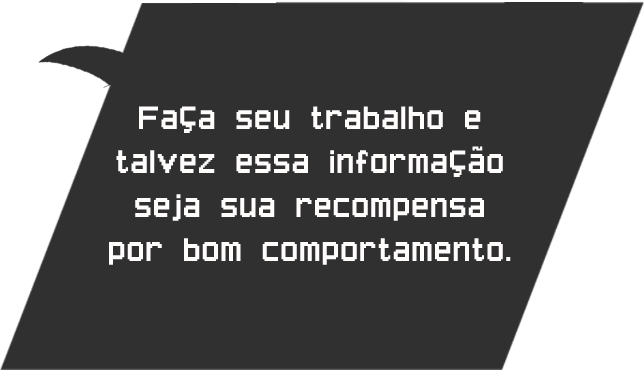 Faça seu trabalho e
talvez essa informação
seja sua recompensa
por bom comportamento.